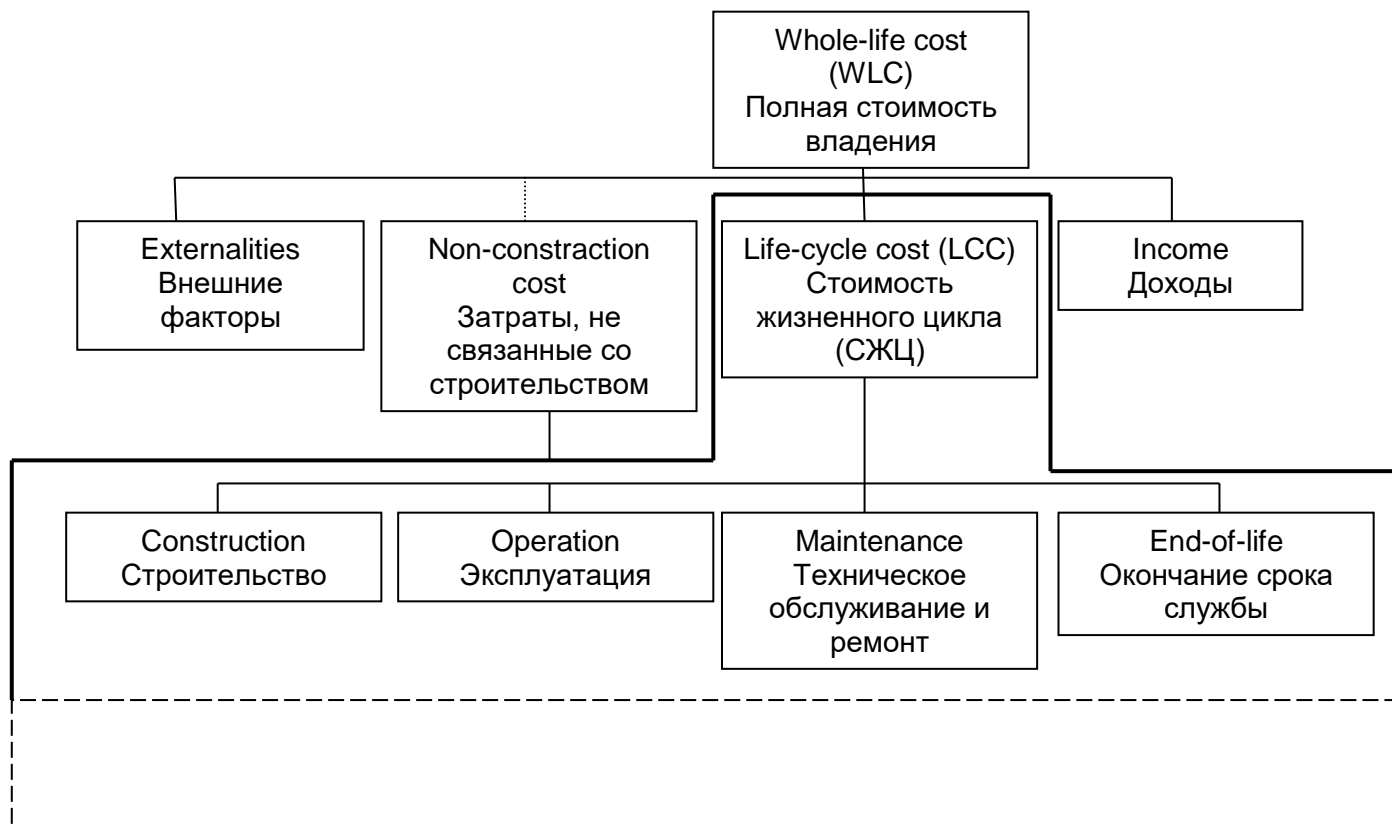 Whole-life cost
(WLC)
Полная стоимость
владения
Externalities
Внешние
факторы
Non-constraction
cost
Затраты, не
связанные со
строительством
Life-cycle cost (LCC)
Стоимость
жизненного цикла
(СЖЦ)
Income
Доходы
Construction
Строительство
Operation
Эксплуатация
Maintenance
Техническое
обслуживание и
ремонт
End-of-life
Окончание срока
службы